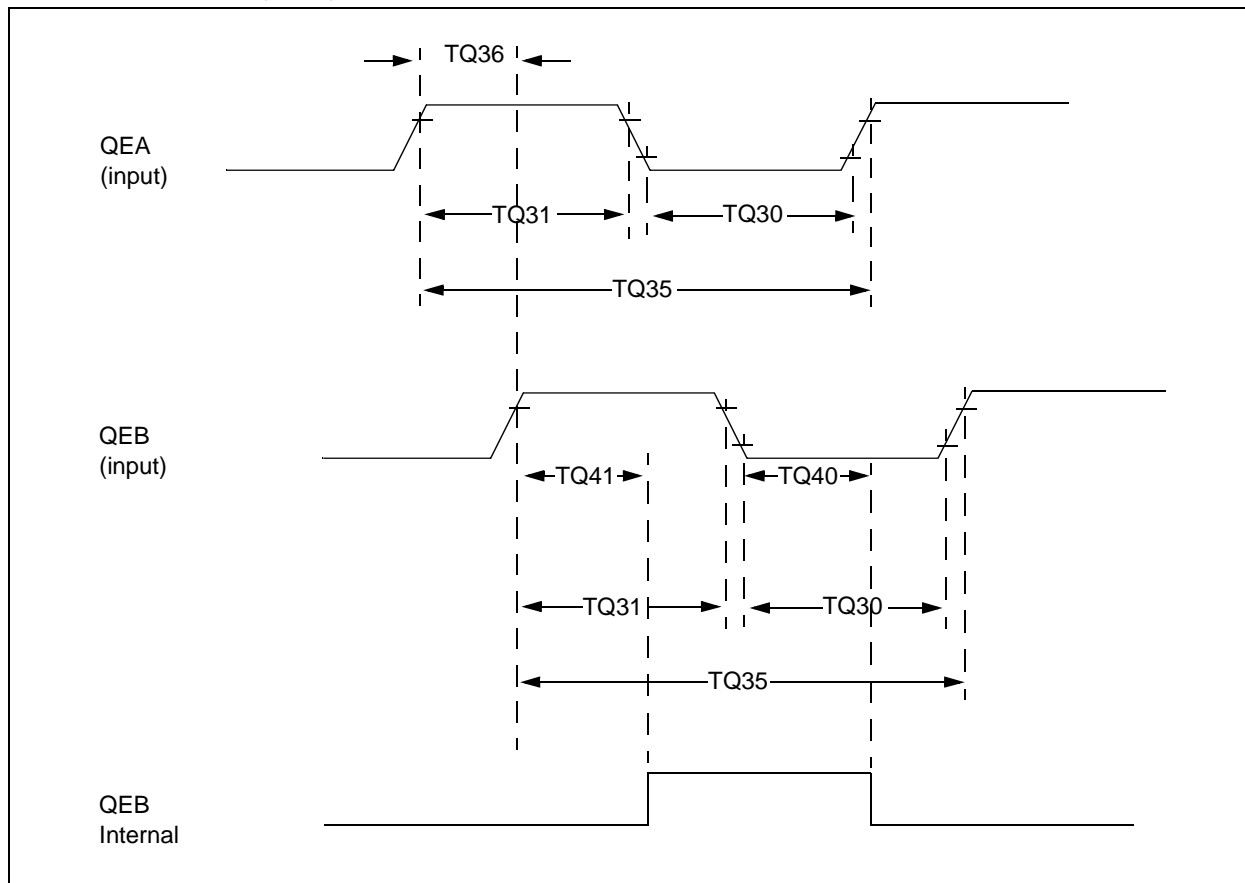 TQ36
QEA
(input)
TQ31
TQ30
TQ35
QEB
(input)
TQ41
TQ40
TQ31
TQ30
TQ35
QEB
Internal